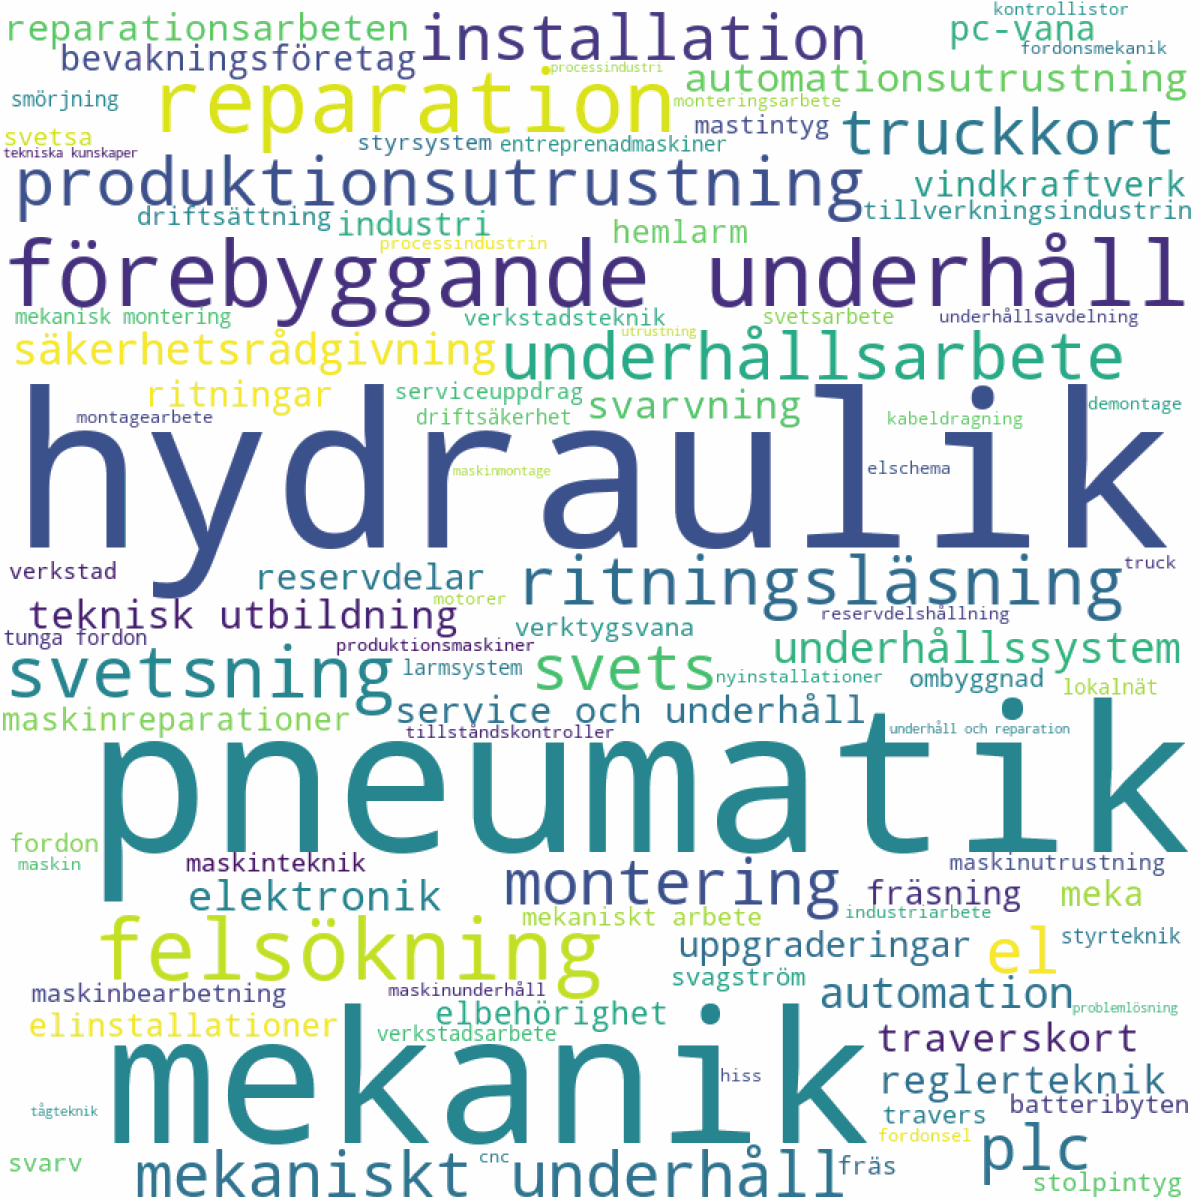 kontrollistor
reparationsarbeten
installation
pc-vana
bevakningsföretag
fordonsmekanik
processindustri
automationsutrustning
reparation
smörjning
monteringsarbete
mastintyg
truckkort
svetsa
styrsystem
entreprenadmaskiner
tekniska kunskaper
produktionsutrustning
vindkraftverk
driftsättning
industri
tillverkningsindustrin
hemlarm
processindustrin
förebyggande underhåll
mekanisk montering
verkstadsteknik
svetsarbete
underhållsavdelning
utrustning
säkerhetsrådgivning
underhållsarbete
ritningar
serviceuppdrag
svarvning
demontage
montagearbete
driftsäkerhet
kabeldragning
hydraulik
maskinmontage
elschema
verkstad
reservdelar
ritningsläsning
truck
teknisk utbildning
motorer
reservdelshållning
tunga fordon
verktygsvana
produktionsmaskiner
underhållssystem
svetsning
larmsystem
svets
nyinstallationer
ombyggnad
lokalnät
maskinreparationer
service och underhåll
tillståndskontroller
underhåll och reparation
pneumatik
fordon
maskin
maskinteknik
maskinutrustning
elektronik
montering
fräsning
meka
mekaniskt arbete
industriarbete
felsökning
uppgraderingar
el
styrteknik
svagström
maskinbearbetning
maskinunderhåll
automation
problemlösning
elinstallationer
elbehörighet
verkstadsarbete
traverskort
mekanik
hiss
reglerteknik
tågteknik
travers
batteribyten
fordonsel
plc
svarv
mekaniskt underhåll
cnc
fräs
stolpintyg